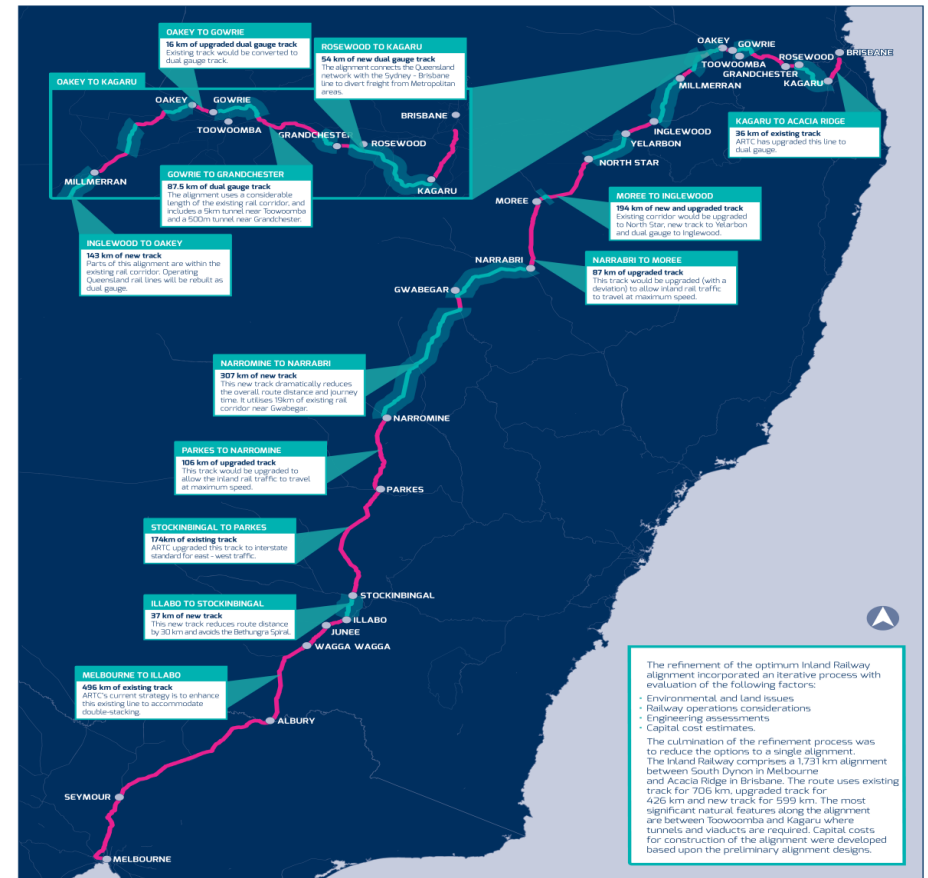 OAKEY TO GOWRIE
16 km of upgraded dual gauge track
Existing track would be converted to
dual gauge track.
ROSEWOOD TO KAGARU
54 km of new dual gauge track
The alignment connects the Queensland
network with the Sydney - Brisbane
line to divert freight from Metropolitan
areas.
OAKEY TO KAGARU
OAKEY
GOWRIE
TOOWOOMBA
GRANDCHESTER
ROSEWOOD
BRISBANE
MILLMERRAN
KAGARU
GOWRIE TO GRANDCHESTER
87.5 km of dual gauge track
The alignment uses a considerable
length of the existing rail corridor, and
includes a 5km tunnel near Toowoomba
and a 500m tunnel near Grandchester.
INGLEWOOD TO OAKEY
143 km of new track
Parts of this alignment are within the
existing rail corridor. Operating
Queensland rail lines will be rebuilt as
dual gauge.
OAKEY
GOWRIE
TOOWOOMBA
ROSEWOOD
BRISBANE
GRANDCHESTER
KAGARU
MILLMERRAN
KAGARU TO ACACIA RIDGE
36 km of existing track
ARTC has upgraded this line to
dual gauge.
INGLEWOOD
YELARBON
NORTH STAR
MOREE
MOREE TO INGLEWOOD
194 km of new and upgraded track
Existing corridor would be upgraded
to North Star, new track to Yelarbon
and dual gauge to Inglewood.
NARRABRI
NARRABRI TO MOREE
87 km of upgraded track
This track would be upgraded (with a
deviation) to allow inland rail traffic
to travel at maximum speed.
GWABEGAR
NARROMINE TO NARRABRI
307 km of new track
This new track dramatically reduces
the overall route distance and journey
time. It utilises 19km of existing rail
corridor near Gwabegar.
NARROMINE
PARKES TO NARROMINE
106 km of upgraded track
This track would be upgraded to
allow the inland rail traffic to travel
at maximum speed.
PARKES
STOCKINBINGAL TO PARKES
174km of existing track
ARTC upgraded this track to interstate
standard for east - west traffic.
STOCKINBINGAL
ILLABO TO STOCKINBINGAL
37 km of new track
This new track reduces route distance
by 30 km and avoids the Bethungra Spiral.
ILLABO
JUNEE
WAGGA WAGGA
MELBOURNE TO ILLABO
496 km of existing track
ARTC's current strategy is to enhance
this existing line to accommodate
double-stacking.
ALBURY
SEYMOUR
MELBOURNE
The refinement of the optimum Inland Railway
alignment incorporated an iterative process with
evaluation of the following factors:
· Environmental and land issues
· Railway operations considerations
· Engineering assessments
· Capital cost estimates.
The culmination of the refinement process was
to reduce the options to a single alignment.
The Inland Railway comprises a 1,731 km alignment
between South Dynon in Melbourne
and Acacia Ridge in Brisbane. The route uses existing
track for 706 km, upgraded track for
426 km and new track for 599 km. The most
significant natural features along the alignment
are between Toowoomba and Kagaru where
tunnels and viaducts are required. Capital costs
for construction of the alignment were developed
based upon the preliminary alignment designs.